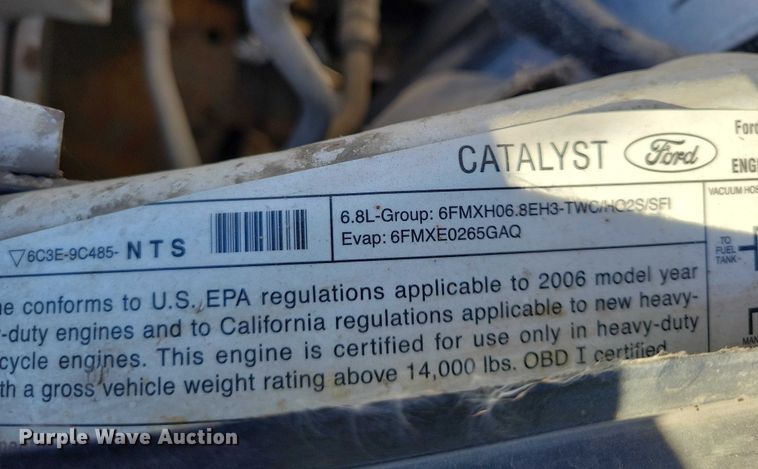 CATALYST
Ford
Ford
ENGI
▽6C3E-9C485- NTS
6.8L-Group: 6FMXH06.8EH3-TWC/HO2S/SFI
Evap: 6FMXE0265GAQ
VACUUM HOS
TO
FUEL
TANK
ne conforms to U.S. EPA regulations applicable to 2006 model year
-duty engines and to California regulations applicable to new heavy-
cycle engines. This engine is certified for use only in heavy-duty
th a gross vehicle weight rating above 14,000 lbs. OBD I certified
MAN
Purple Wave Auction